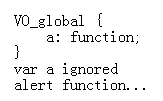 VO_global {
    a: function;
}
var a ignored
alert function...